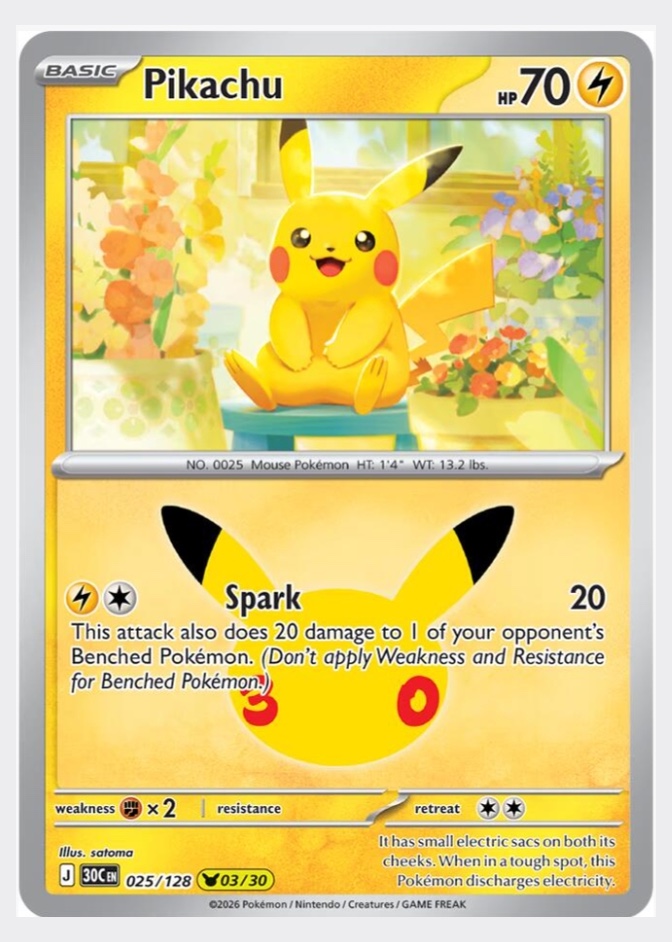 BASIC
Pikachu
HP 70
NO. 0025 Mouse Pokémon HT: 1'4" WT: 13.2 lbs.
Spark 20
This attack also does 20 damage to 1 of your opponent's
Benched Pokémon. (Don't apply Weakness and Resistance
for Benched Pokémon.)
30
weakness ×2 resistance retreat
It has small electric sacs on both its
cheeks. When in a tough spot, this
Pokémon discharges electricity.
Illus. satoma
J 30C EN 025/128 03/30
©2026 Pokémon / Nintendo / Creatures / GAME FREAK